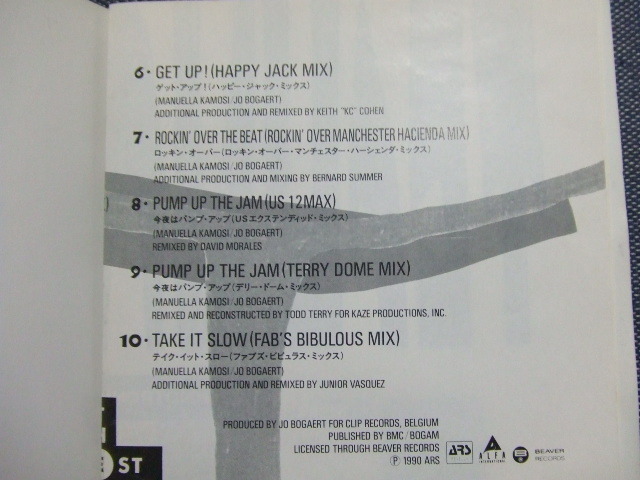 6· GET UP! (HAPPY JACK MIX)
ゲット・アップ!(ハッピー・ジャック・ミックス)
(MANUELLA KAMOSI/JO BOGAERT)
ADDITIONAL PRODUCTION AND REMIXED BY KEITH "KC" COHEN
7· ROCKIN' OVER THE BEAT (ROCKIN' OVER MANCHESTER HACIENDA MIX)
ロッキン・オーバー(ロッキン・オーバー・マンチェスター・ハーシェンダ・ミックス)
(MANUELLA KAMOSI/JO BOGAERT)
ADDITIONAL PRODUCTION AND MIXING BY BERNARD SUMMER
8· PUMP UP THE JAM (US 12MAX)
今夜はパンプ・アップ(USエクステンディッド・ミックス)
(MANUELLA KAMOSI/JO BOGAERT)
REMIXED BY DAVID MORALES
9· PUMP UP THE JAM (TERRY DOME MIX)
今夜はパンプ・アップ(テリー・ドーム・ミックス)
(MANUELLA KAMOSI/JO BOGAERT)
REMIXED AND RECONSTRUCTED BY TODD TERRY FOR KAZE PRODUCTIONS, INC.
10· TAKE IT SLOW (FAB'S BIBULOUS MIX)
テイク・イット・スロー(ファブズ・ビビュラス・ミックス)
(MANUELLA KAMOSI/JO BOGAERT)
ADDITIONAL PRODUCTION AND REMIXED BY JUNIOR VASQUEZ
PRODUCED BY JO BOGAERT FOR CLIP RECORDS, BELGIUM
PUBLISHED BY BMC/BOGAM
LICENSED THROUGH BEAVER RECORDS
Ⓟ 1990 ARS
ARS
ALFA
INTERNATIONAL
BEAVER
RECORDS
ST